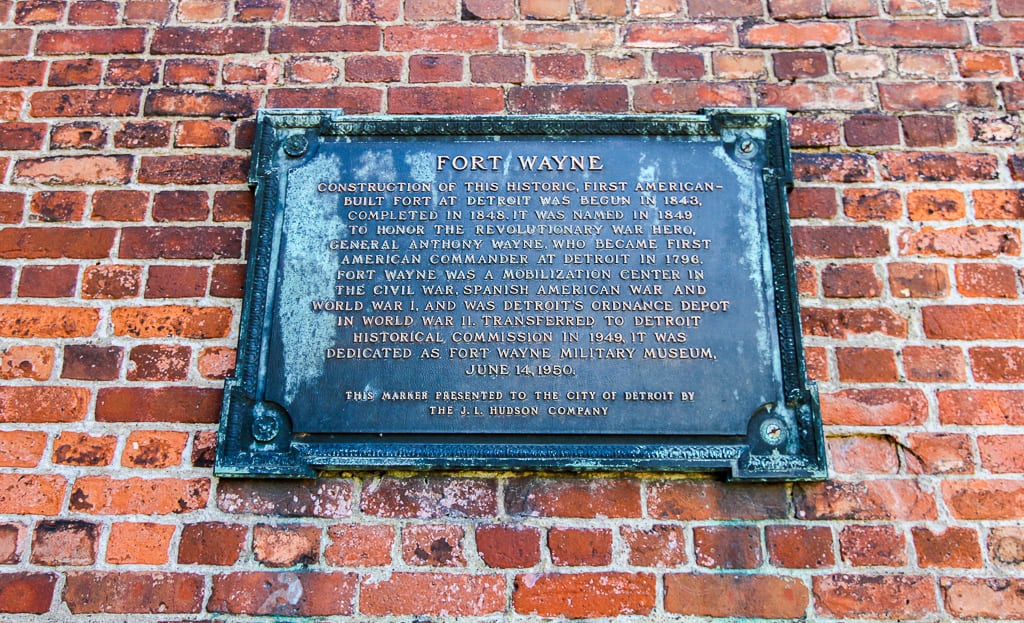 FORT WAYNE
CONSTRUCTION OF THIS HISTORIC, FIRST AMERICAN-
BUILT FORT AT DETROIT WAS BEGUN IN 1843,
COMPLETED IN 1848. IT WAS NAMED IN 1849
TO HONOR THE REVOLUTIONARY WAR HERO,
GENERAL ANTHONY WAYNE, WHO BECAME FIRST
AMERICAN COMMANDER AT DETROIT IN 1796.
FORT WAYNE WAS A MOBILIZATION CENTER IN
THE CIVIL WAR, SPANISH AMERICAN WAR AND
WORLD WAR I, AND WAS DETROIT'S ORDNANCE DEPOT
IN WORLD WAR II. TRANSFERRED TO DETROIT
HISTORICAL COMMISSION IN 1949, IT WAS
DEDICATED AS FORT WAYNE MILITARY MUSEUM,
JUNE 14, 1950.
THIS MARKER PRESENTED TO THE CITY OF DETROIT BY
THE J. L. HUDSON COMPANY